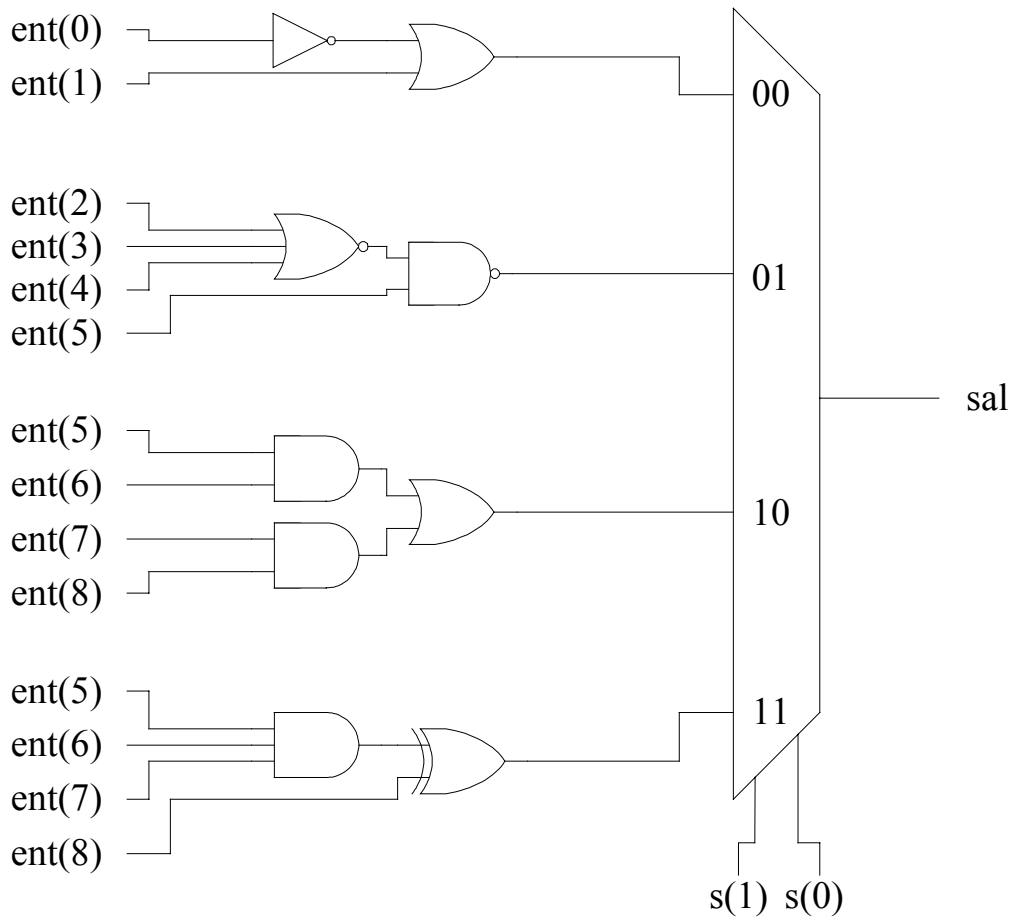 ent(0)
ent(1)
00
ent(2)
ent(3)
ent(4)
ent(5)
01
sal
ent(5)
ent(6)
ent(7)
ent(8)
10
ent(5)
ent(6)
ent(7)
ent(8)
11
s(1) s(0)